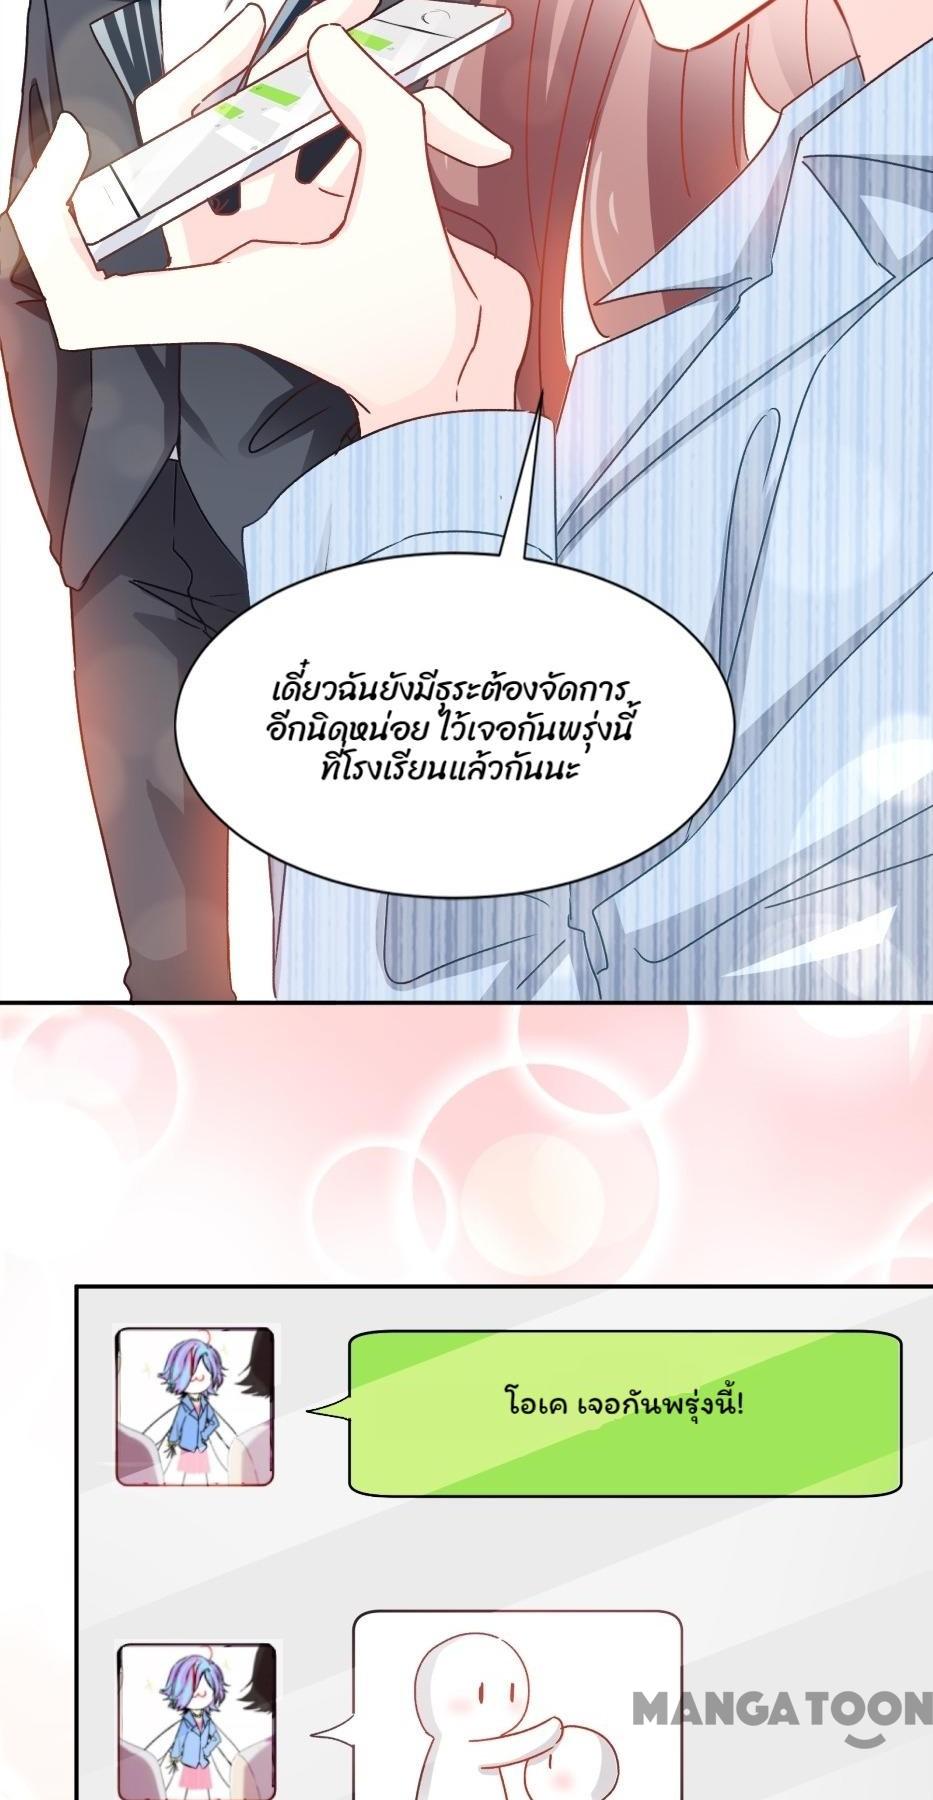 เดี๋ยวฉันยังมีธุระต้องจัดการ
อีกนิดหน่อย ไว้เจอกันพรุ่งนี้
ที่โรงเรียนแล้วกันนะ
โอเค เจอกันพรุ่งนี้!
MANGATOON